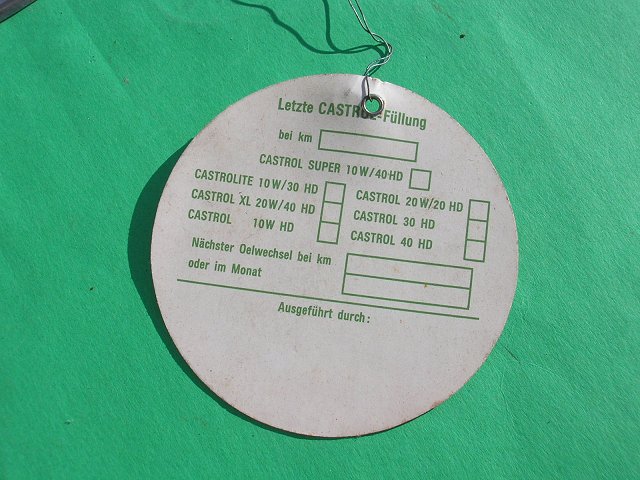 Letzte CASTROL-Füllung
bei km
CASTROL SUPER 10W/40HD
CASTROLITE 10W/30 HD
CASTROL XL 20W/40 HD
CASTROL 10W HD
CASTROL 20W/20 HD
CASTROL 30 HD
CASTROL 40 HD
Nächster Oelwechsel bei km
oder im Monat
Ausgeführt durch: